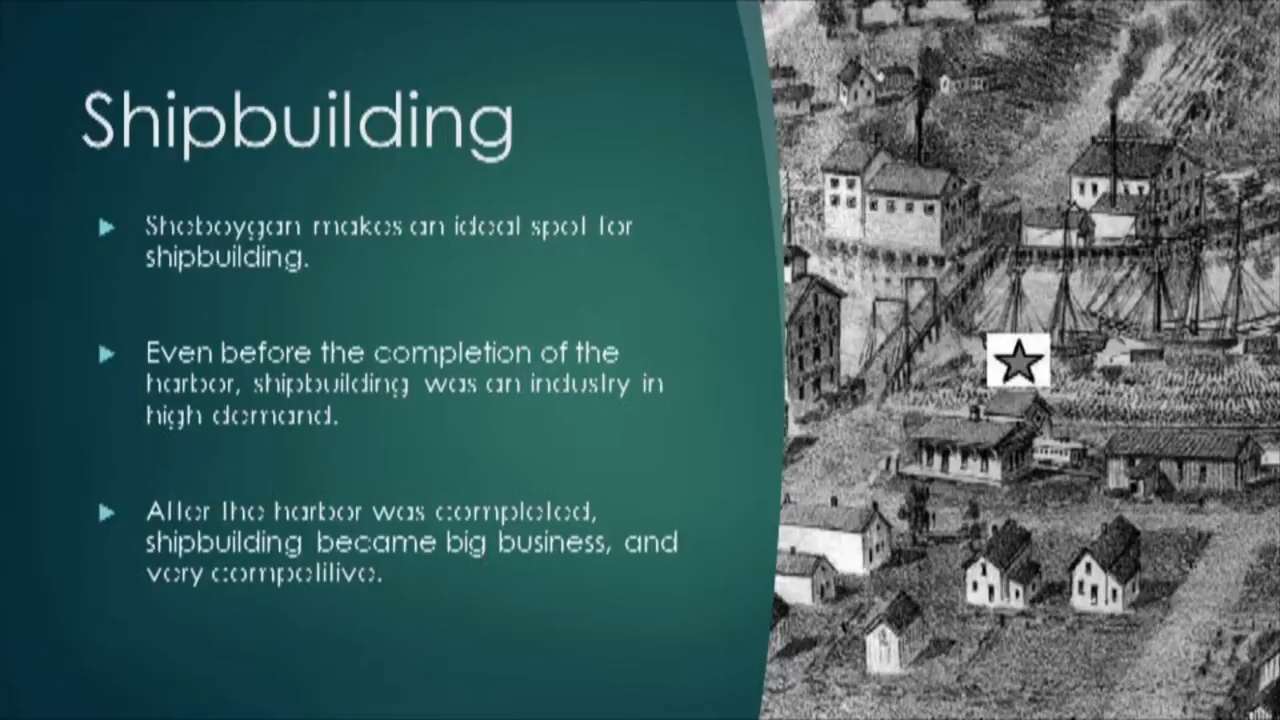 Shipbuilding
Sheboygan makes an ideal spot for
shipbuilding.
Even before the completion of the
harbor, shipbuilding was an industry in
high demand.
After the harbor was completed,
shipbuilding became big business, and
very competitive.